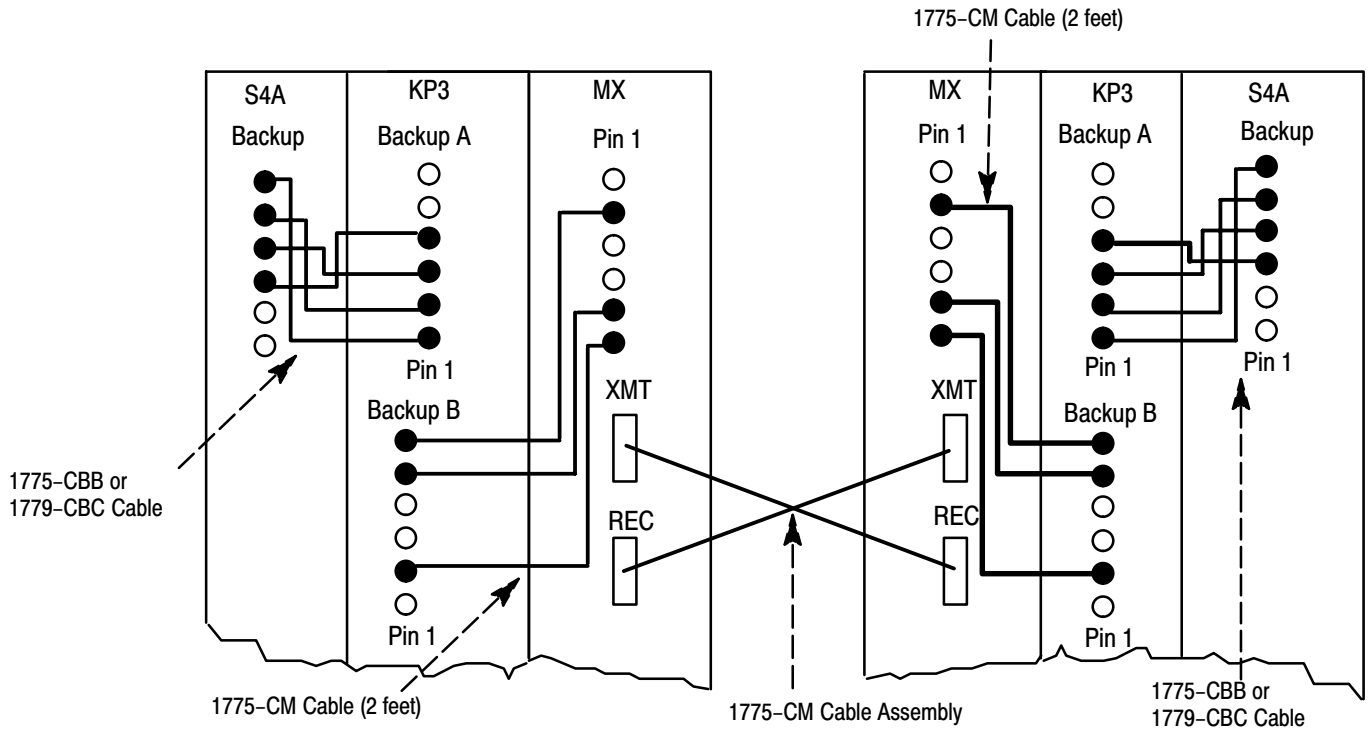 1775–CM Cable (2 feet)
S4A
KP3
MX
MX
KP3
S4A
Backup
Backup A
Pin 1
Pin 1
Backup A
Backup
Pin 1
Pin 1
Pin 1
Backup B
XMT
XMT
Backup B
1775–CBB or
1779–CBC Cable
REC
REC
Pin 1
Pin 1
1775–CM Cable (2 feet)
1775–CM Cable Assembly
1775–CBB or
1779–CBC Cable